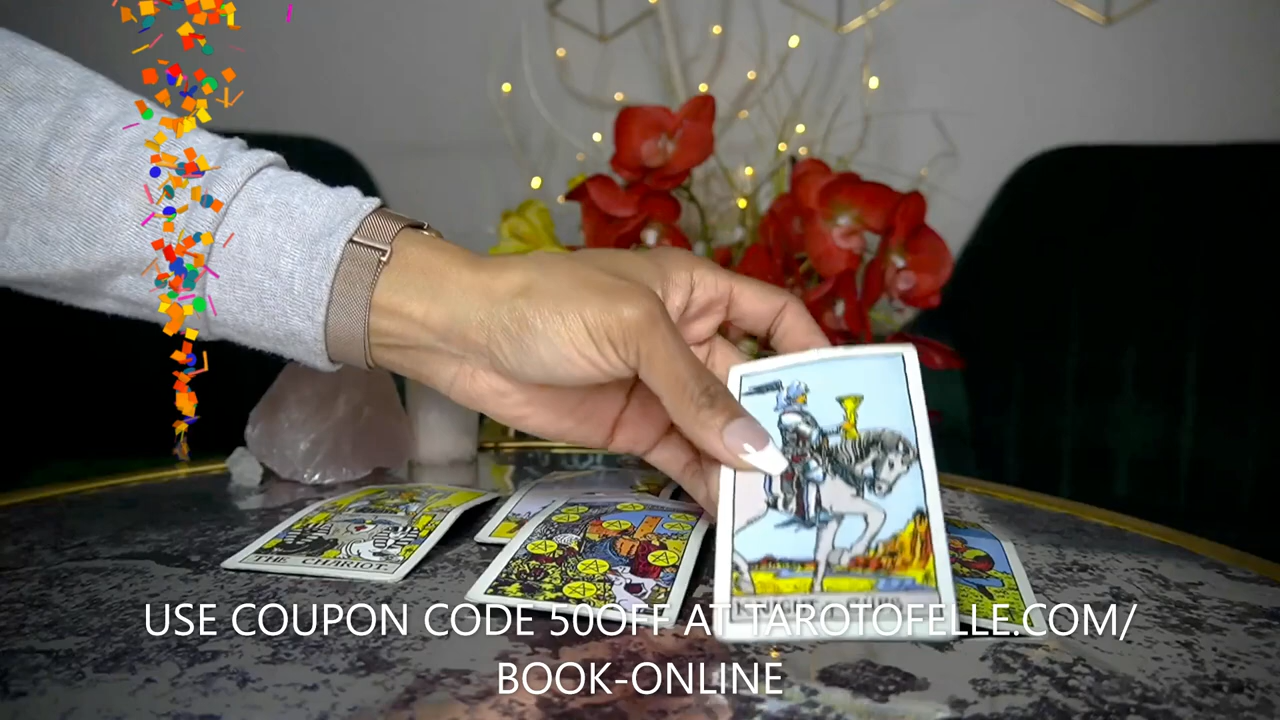 THE CHARIOT.
USE COUPON CODE 50OFF AT TAROTOFELLE.COM/
BOOK-ONLINE